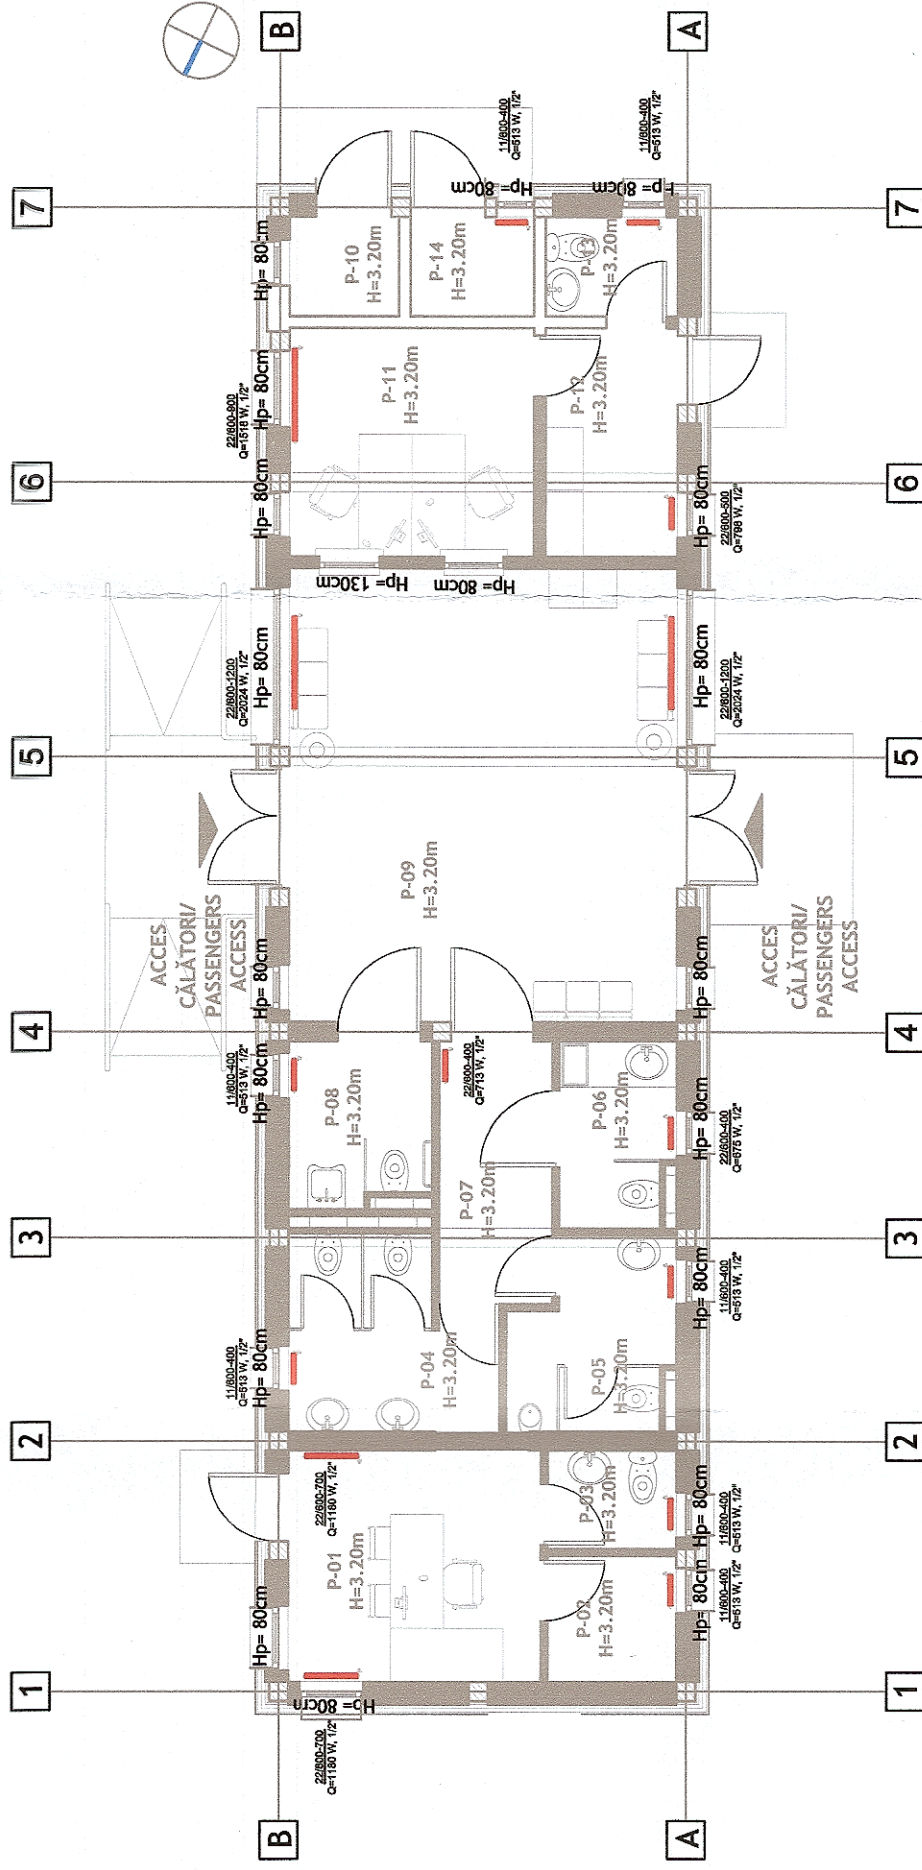 B
A
7
11/600-400
Q=513 W, 1/2"
11/600-400
Q=513 W, 1/2"
Hp= 80cm
Hp= 80cm
Hp= 80cm
P-10
H=3.20m
P-14
H=3.20m
P-13
H=3.20m
7
22/600-900
Q=1518 W, 1/2"
Hp= 80cm
P-11
H=3.20m
P-12
H=3.20m
6
Hp= 80cm
Hp= 80cm
22/600-500
Q=798 W, 1/2"
6
Hp= 130cm
Hp= 80cm
22/600-1200
Q=2024 W, 1/2"
Hp= 80cm
Hp= 80cm
22/600-1200
Q=2024 W, 1/2"
5
5
ACCES
CĂLĂTORI/
PASSENGERS
ACCESS
P-09
H=3.20m
ACCES
CĂLĂTORI/
PASSENGERS
ACCESS
Hp= 80cm
Hp= 80cm
4
4
11/600-400
Q=513 W, 1/2"
Hp= 80cm
P-08
H=3.20m
22/600-400
Q=713 W, 1/2"
P-06
H=3.20m
Hp= 80cm
22/600-400
Q=675 W, 1/2"
P-07
H=3.20m
3
3
11/600-400
Q=513 W, 1/2"
Hp= 80cm
P-04
H=3.20m
P-05
H=3.20m
Hp= 80cm
11/600-400
Q=513 W, 1/2"
2
2
22/600-700
Q=1180 W, 1/2"
P-03
H=3.20m
Hp= 80cm
11/600-400
Q=513 W, 1/2"
Hp= 80cm
P-01
H=3.20m
P-02
H=3.20m
Hp= 80cm
11/600-400
Q=513 W, 1/2"
1
Hp= 80cm
22/600-700
Q=1180 W, 1/2"
1
B
A